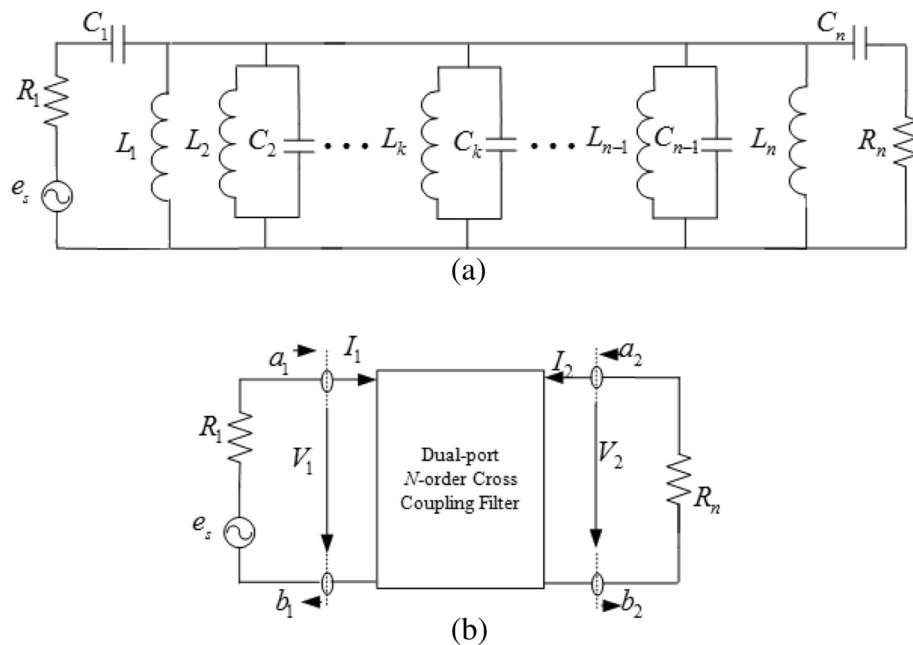 C₁ Cₙ
R₁ L₁ L₂ C₂ ••• Lₖ Cₖ ••• Lₙ₋₁ Cₙ₋₁ Lₙ Rₙ
eₛ
(a)
a₁ I₁ I₂ a₂
R₁ V₁ V₂ Rₙ
Dual-port
N-order Cross
Coupling Filter
eₛ
b₁ b₂
(b)